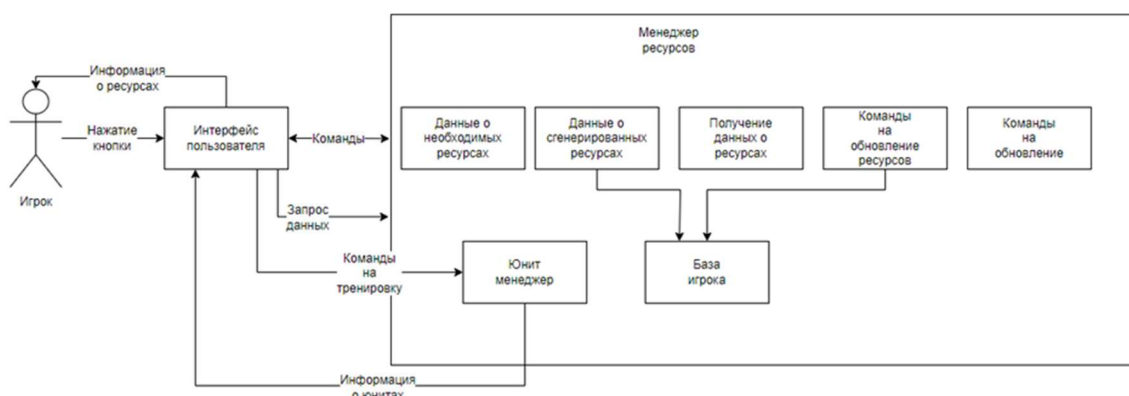 Менеджер
ресурсов
Информация
о ресурсах
Нажатие
кнопки
Интерфейс
пользователя
Команды
Данные о
необходимых
ресурсах
Данные о
сгенерированных
ресурсах
Получение
данных о
ресурсах
Команды
на
обновление
ресурсов
Команды
на
обновление
Игрок
Запрос
данных
Команды
на
тренировку
Юнит
менеджер
База
игрока
Информация
о юнитах